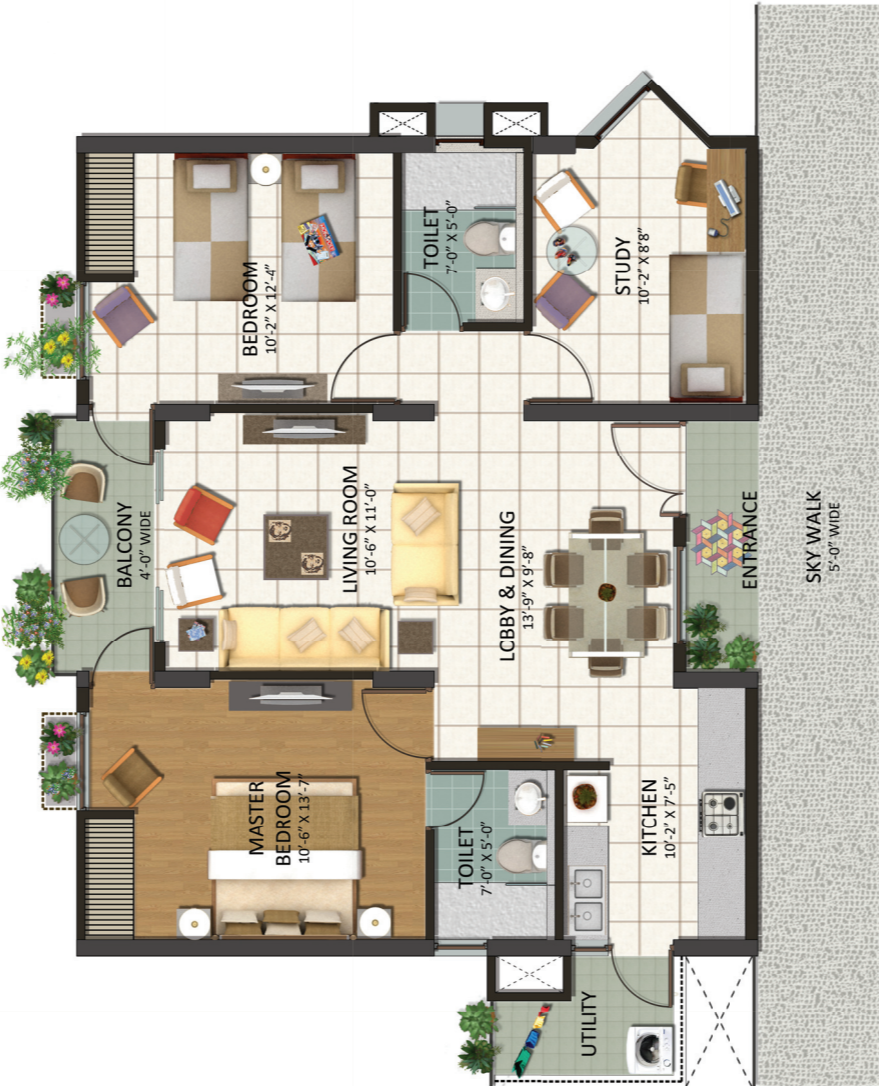 BEDROOM
10'-2" X 12'-4"
TOILET
7'-0" X 5'-0"
STUDY
10'-2" X 8'8"
BALCONY
4'-0" WIDE
LIVING ROOM
10'-6" X 11'-0"
LCBBY & DINING
13'-9" X 9'-8"
ENTRANCE
SKY WALK
5'-0" WIDE
MASTER
BEDROOM
10'-6" X 13'-7"
TOILET
7'-0" X 5'-0"
KITCHEN
10'-2" X 7'-5"
UTILITY